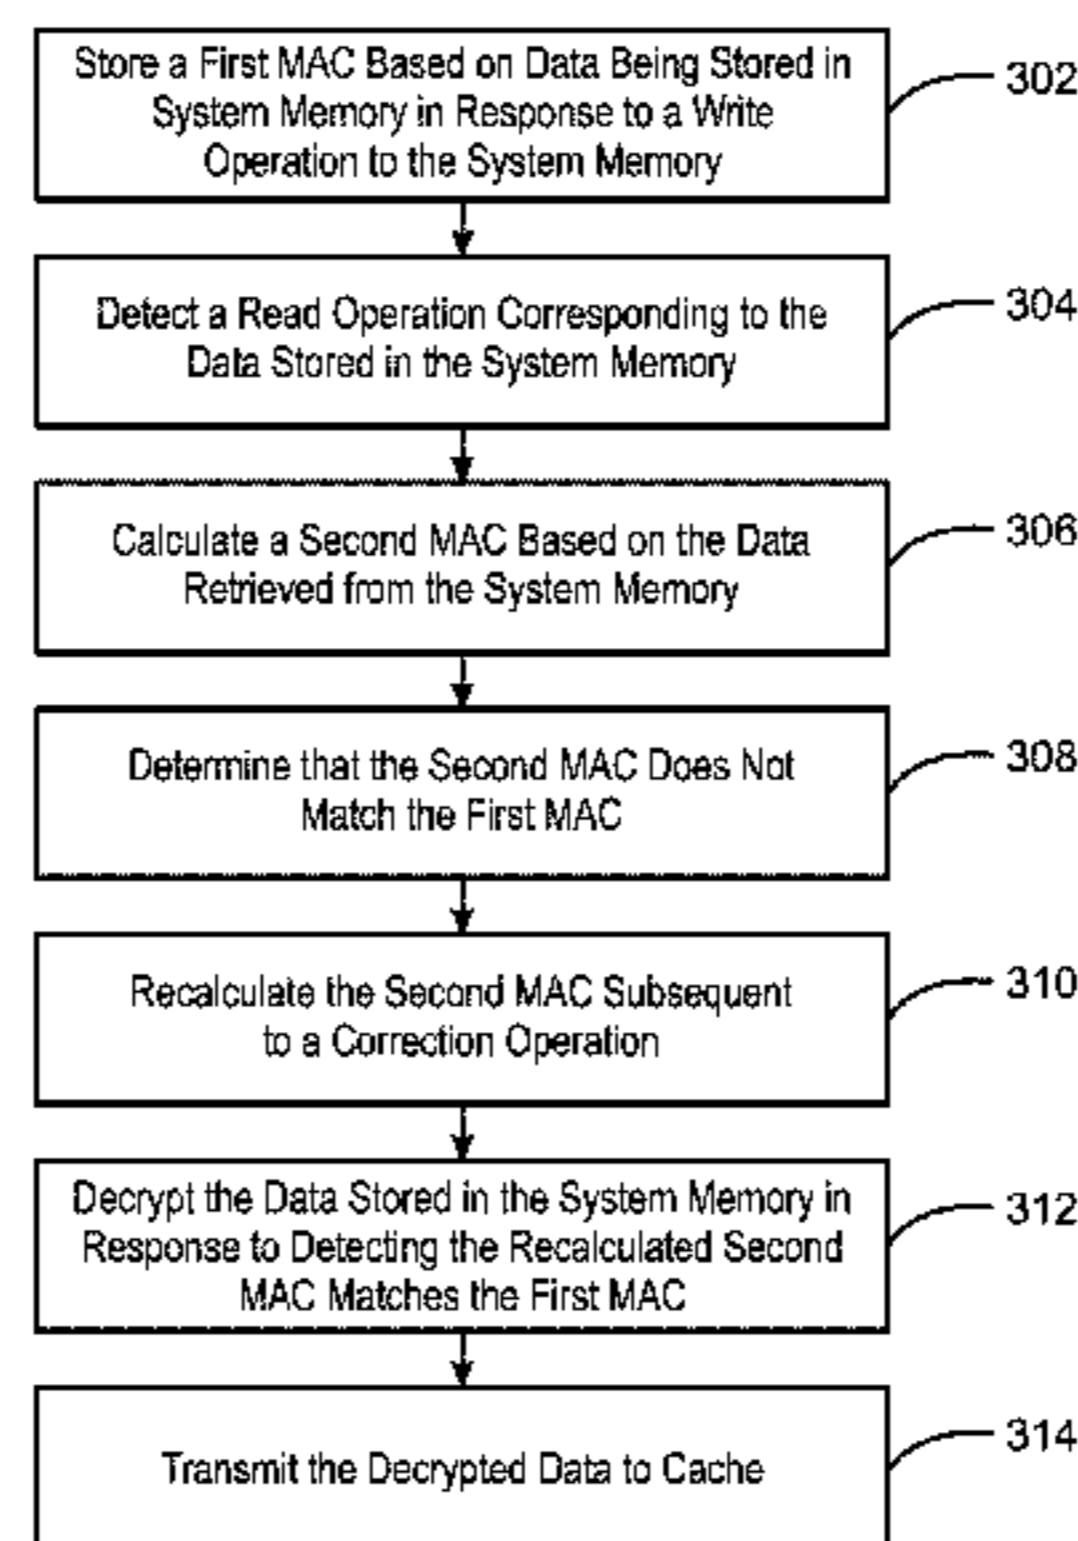 Store a First MAC Based on Data Being Stored in
System Memory in Response to a Write
Operation to the System Memory
302
Detect a Read Operation Corresponding to the
Data Stored in the System Memory
304
Calculate a Second MAC Based on the Data
Retrieved from the System Memory
306
Determine that the Second MAC Does Not
Match the First MAC
308
Recalculate the Second MAC Subsequent
to a Correction Operation
310
Decrypt the Data Stored in the System Memory in
Response to Detecting the Recalculated Second
MAC Matches the First MAC
312
Transmit the Decrypted Data to Cache
314